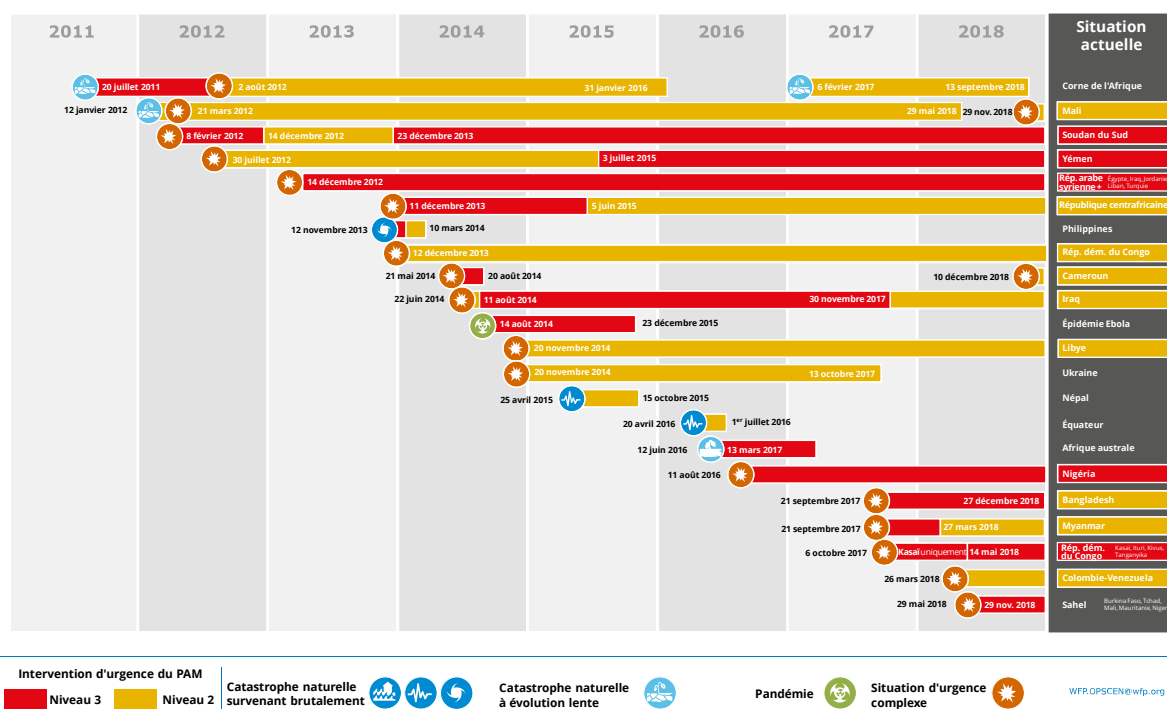 2011 2012 2013 2014 2015 2016 2017 2018
Situation
actuelle
20 juillet 2011 2 août 2012 31 janvier 2016 6 février 2017 13 septembre 2018 Corne de l'Afrique
12 janvier 2012 21 mars 2012 29 mai 2018 29 nov. 2018 Mali
8 février 2012 14 décembre 2012 23 décembre 2013 Soudan du Sud
30 juillet 2012 3 juillet 2015 Yémen
14 décembre 2012 Rép. arabe syrienne + Égypte, Iraq, Jordanie, Liban, Turquie
11 décembre 2013 5 juin 2015 République centrafricaine
12 novembre 2013 10 mars 2014 Philippines
12 décembre 2013 Rép. dém. du Congo
21 mai 2014 20 août 2014 10 décembre 2018 Cameroun
22 juin 2014 11 août 2014 30 novembre 2017 Iraq
14 août 2014 23 décembre 2015 Épidémie Ebola
20 novembre 2014 Libye
20 novembre 2014 13 octobre 2017 Ukraine
25 avril 2015 15 octobre 2015 Népal
20 avril 2016 1er juillet 2016 Équateur
12 juin 2016 13 mars 2017 Afrique australe
11 août 2016 Nigéria
21 septembre 2017 27 décembre 2018 Bangladesh
21 septembre 2017 27 mars 2018 Myanmar
6 octobre 2017 Kasaï uniquement 14 mai 2018 Rép. dém. du Congo Kasaï, Ituri, Kivus, Tanganyika
26 mars 2018 Colombie-Venezuela
29 mai 2018 29 nov. 2018 Sahel Burkina Faso, Tchad, Mali, Mauritanie, Niger
Intervention d'urgence du PAM
Niveau 3 Niveau 2
Catastrophe naturelle
survenant brutalement
Catastrophe naturelle
à évolution lente
Pandémie
Situation d'urgence
complexe
WFP.OPSCEN@wfp.org